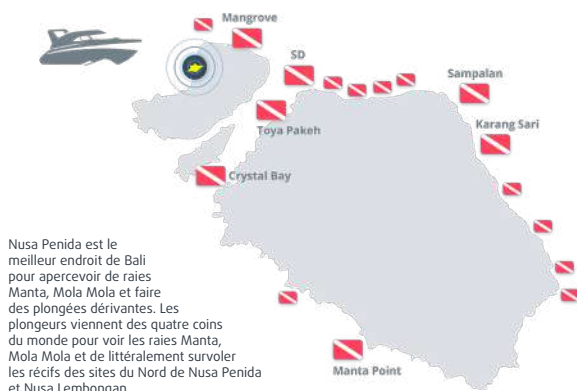 Mangrove
SD
Sampalan
Toya Pakeh
Karang Sari
Crystal Bay
Manta Point
Nusa Penida est le
meilleur endroit de Bali
pour apercevoir de raies
Manta, Mola Mola et faire
des plongées dérivantes. Les
plongeurs viennent des quatre coins
du monde pour voir les raies Manta,
Mola Mola et de littéralement survoler
les récifs des sites du Nord de Nusa Penida
et Nusa Lembongan